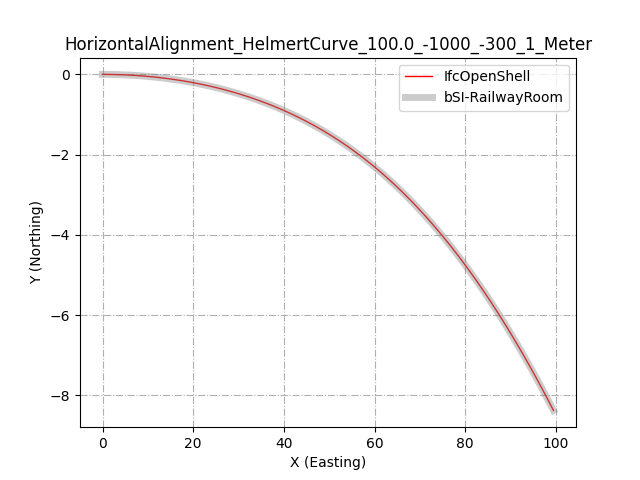 HorizontalAlignment_HelmertCurve_100.0_-1000_-300_1_Meter
IfcOpenShell
bSI-RailwayRoom
0
−2
−4
−6
−8
Y (Northing)
0 20 40 60 80 100
X (Easting)